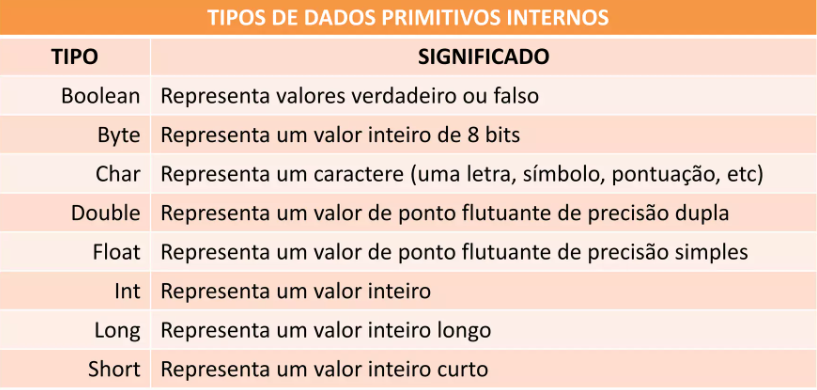 TIPOS DE DADOS PRIMITIVOS INTERNOS
TIPO SIGNIFICADO
Boolean Representa valores verdadeiro ou falso
Byte Representa um valor inteiro de 8 bits
Char Representa um caractere (uma letra, símbolo, pontuação, etc)
Double Representa um valor de ponto flutuante de precisão dupla
Float Representa um valor de ponto flutuante de precisão simples
Int Representa um valor inteiro
Long Representa um valor inteiro longo
Short Representa um valor inteiro curto